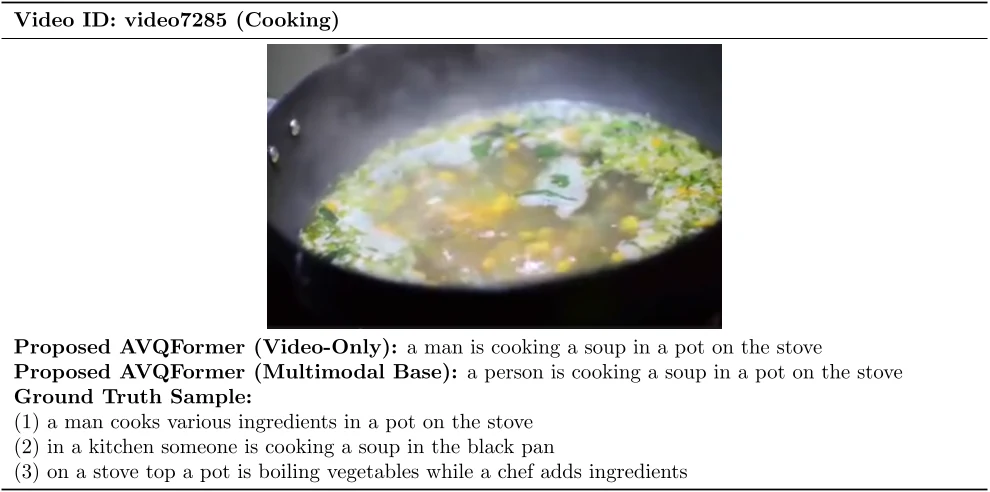 Video ID: video7285 (Cooking)
Proposed AVQFormer (Video-Only): a man is cooking a soup in a pot on the stove
Proposed AVQFormer (Multimodal Base): a person is cooking a soup in a pot on the stove
Ground Truth Sample:
(1) a man cooks various ingredients in a pot on the stove
(2) in a kitchen someone is cooking a soup in the black pan
(3) on a stove top a pot is boiling vegetables while a chef adds ingredients